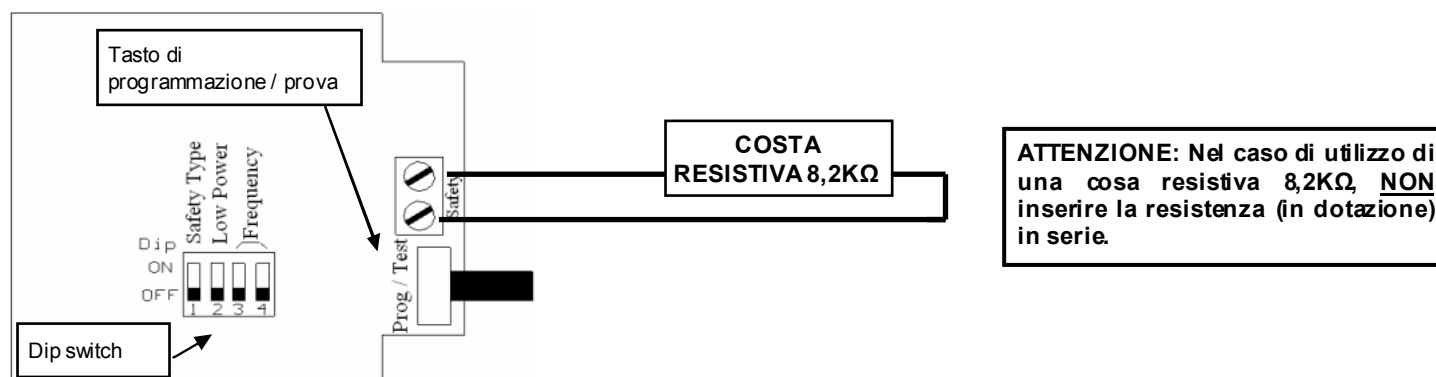 Tasto di
programmazione / prova
COSTA
RESISTIVA 8,2KΩ
ATTENZIONE: Nel caso di utilizzo di
una cosa resistiva 8,2KΩ, NON
inserire la resistenza (in dotazione)
in serie.
Safety Type
Low Power
Frequency
Safety
Dip
ON
OFF
1 2 3 4
Prog / Test
Dip switch